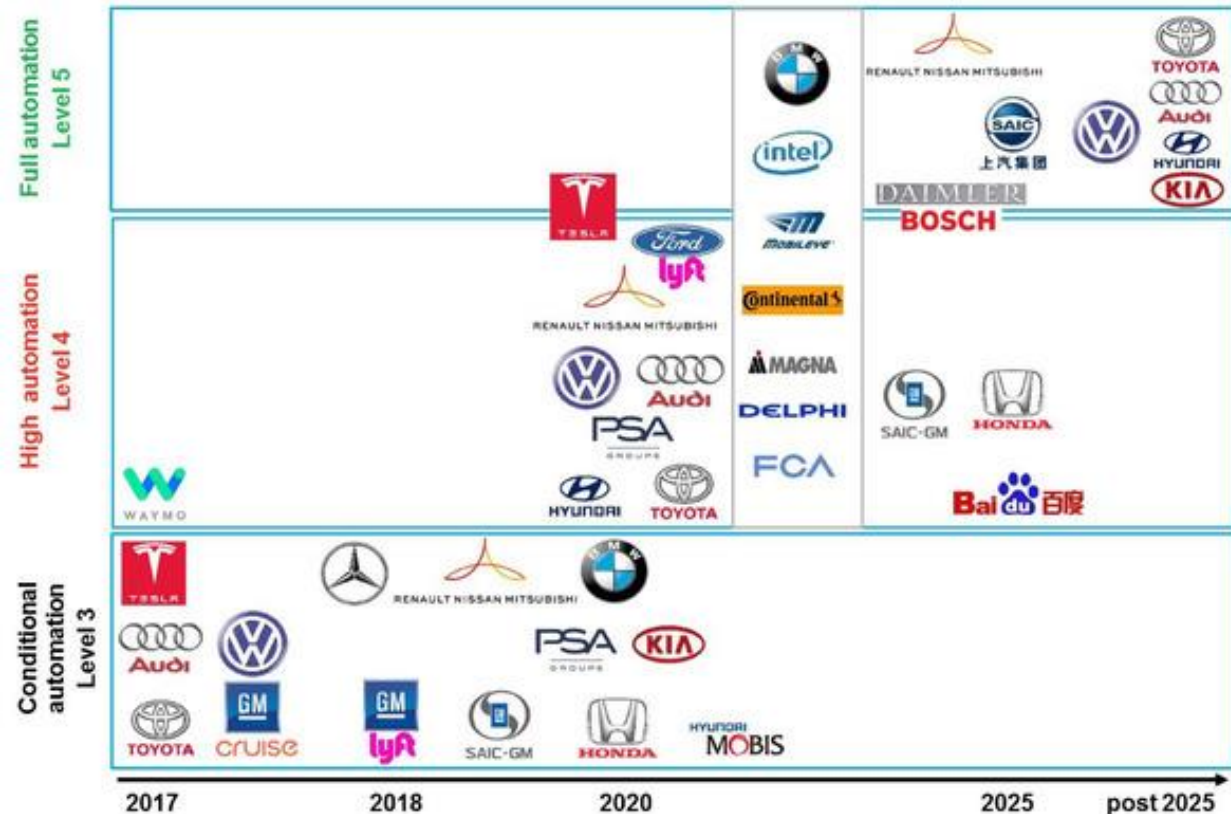 Full automation
Level 5
BMW
RENAULT NISSAN MITSUBISHI
TOYOTA
Audi
intel
SAIC
上汽集团
HYUNDAI
KIA
TESLA
DAIMLER
BOSCH
High automation
Level 4
Ford
lyft
MOBILEYE
RENAULT NISSAN MITSUBISHI
Continental
Audi
MAGNA
PSA
GROUPE
DELPHI
SAIC-GM
HONDA
WAYMO
HYUNDAI
TOYOTA
FCA
Bai du 百度
Conditional
automation
Level 3
TESLA
RENAULT NISSAN MITSUBISHI
BMW
Audi
PSA
GROUPE
KIA
TOYOTA
GM
cruise
GM
lyft
SAIC-GM
HONDA
HYUNDAI
MOBIS
2017
2018
2020
2025
post 2025